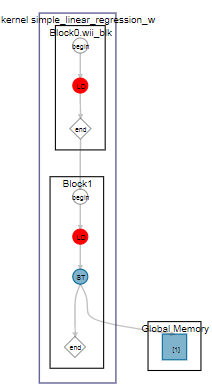 kernel simple_linear_regression_w
Block0.wii_blk
begin
LD
end
Block1
begin
LD
ST
end
Global Memory
[1]